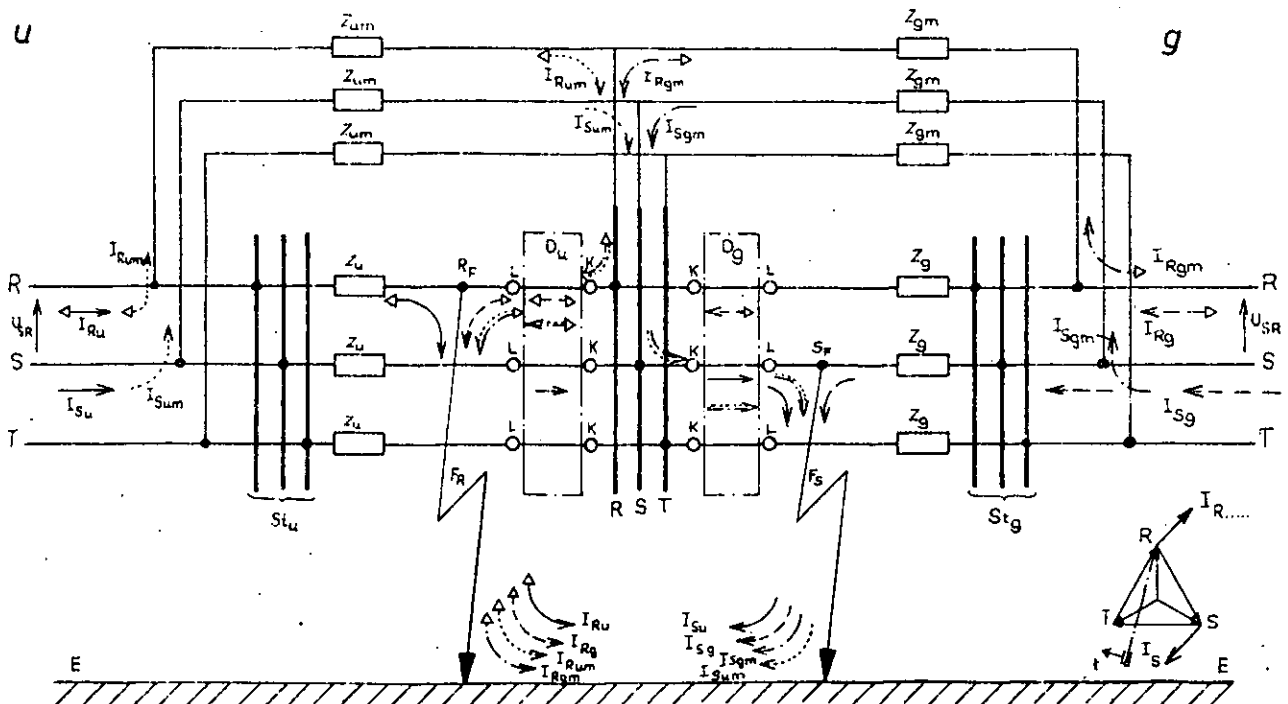 u Z_um Z_gm g
I_Rum I_Rgm
Z_um Z_gm
I_Sum I_Sgm
Z_um Z_gm
I_Rum Z_u R_F L D_u K K D_g L Z_g I_Rgm
R R
U_SR I_Ru I_Sgm I_Rg U_SR
S Z_u L K K L S_F Z_g S
I_Su I_Sum I_Sg
T Z_u L K K L Z_g T
F_R F_S
St_u R S T St_g
I_R.....
R
T S
I_S
t
I_Ru I_Su
I_Rg I_Sg
I_Rum I_Sgm
I_Rgm I_gum
E E